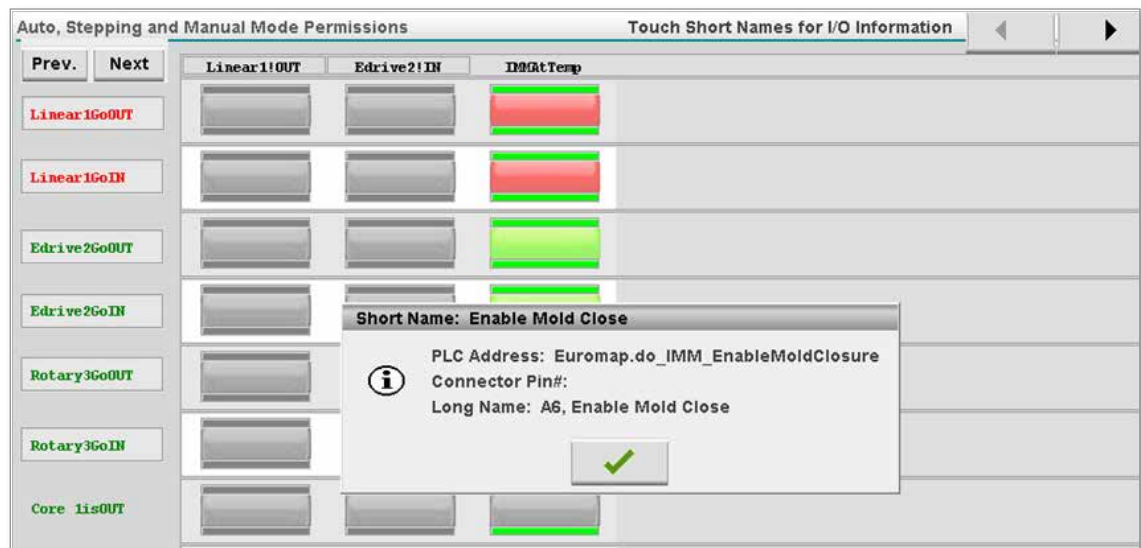 Auto, Stepping and Manual Mode Permissions Touch Short Names for I/O Information
Prev. Next Linear1!OUT Edrive2!IN IMMAtTemp
Linear1GoOUT
Linear1GoIN
Edrive2GoOUT
Edrive2GoIN
Short Name: Enable Mold Close
PLC Address: Euromap.do_IMM_EnableMoldClosure
Rotary3GoOUT
Connector Pin#:
Long Name: A6, Enable Mold Close
Rotary3GoIN
Core 1isOUT